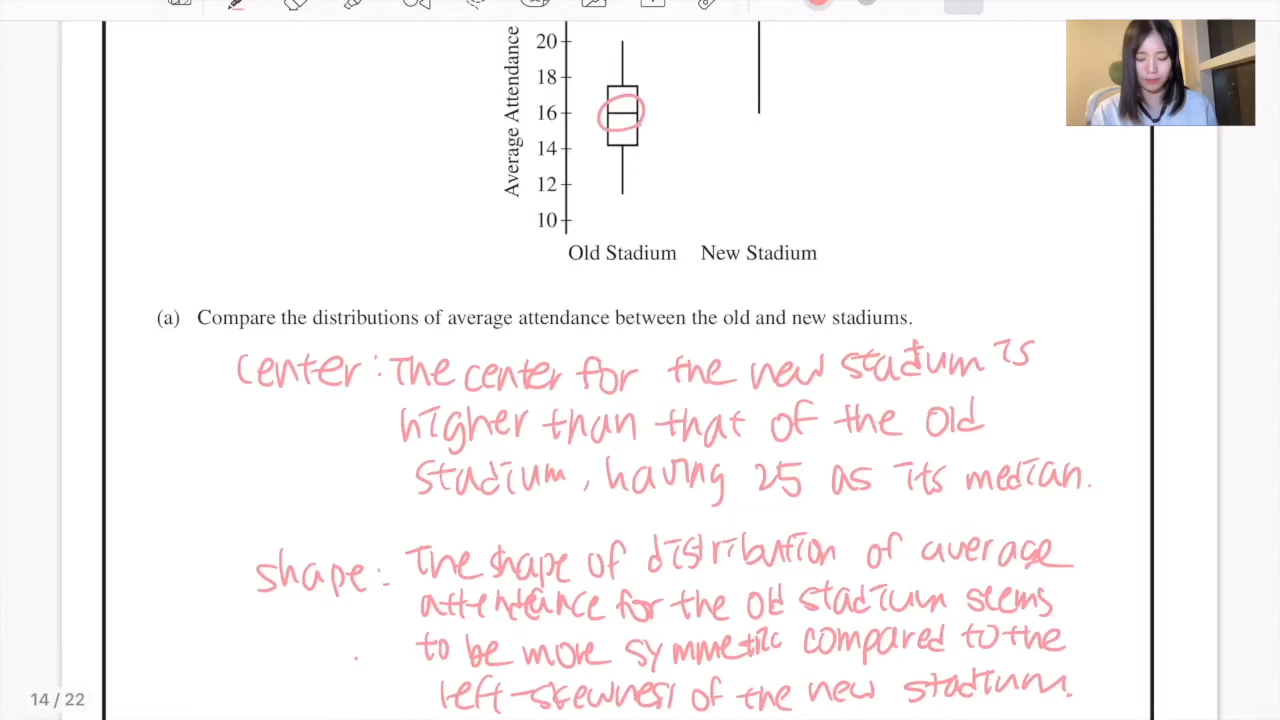 Average Attendance
20
18
16
14
12
10
Old Stadium New Stadium
(a) Compare the distributions of average attendance between the old and new stadiums.
center: The center for the new stadium is
higher than that of the old
stadium, having 25 as its median.
shape: The shape of distribution of average
attendance for the old stadium seems
to be more symmetric compared to the
left-skewness of the new stadium.
14 / 22